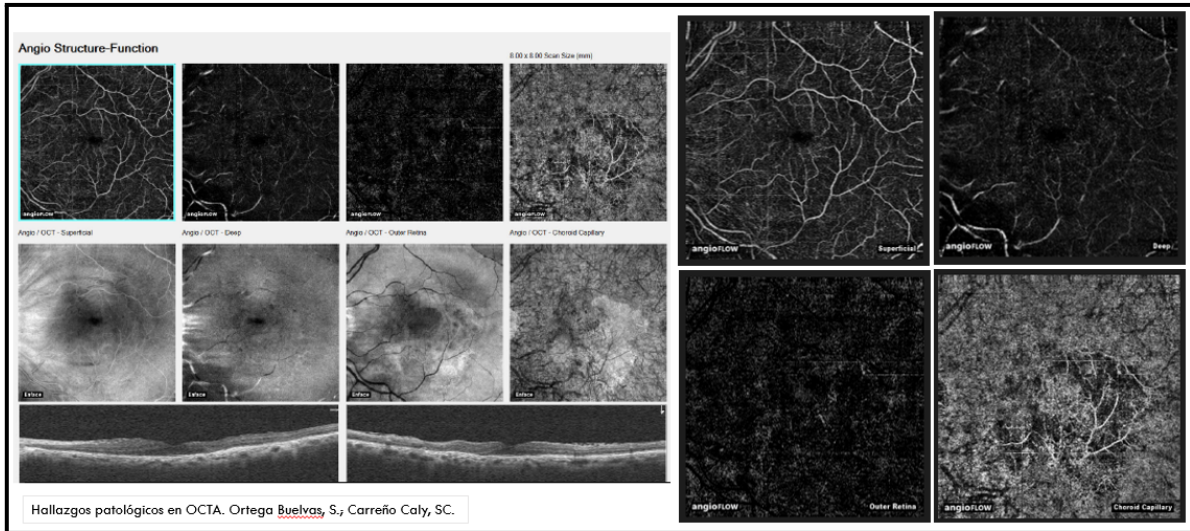 Angio Structure-Function
8.00 x 8.00 Scan Size (mm)
angioFLOW
angioFLOW
angioFLOW
angioFLOW
Angio / OCT - Superficial
Angio / OCT - Deep
Angio / OCT - Outer Retina
Angio / OCT - Choroid Capillary
Enface
Enface
Enface
Enface
Hallazgos patológicos en OCTA. Ortega Buelvas, S.; Carreño Caly, SC.
angioFLOW
Superficial
angioFLOW
Deep
angioFLOW
Outer Retina
angioFLOW
Choroid Capillary